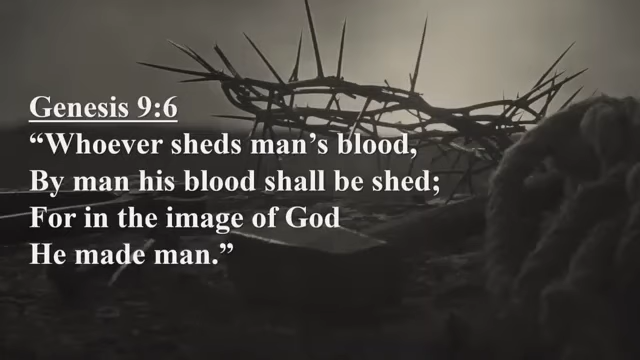 Genesis 9:6
“Whoever sheds man’s blood,
By man his blood shall be shed;
For in the image of God
He made man.”